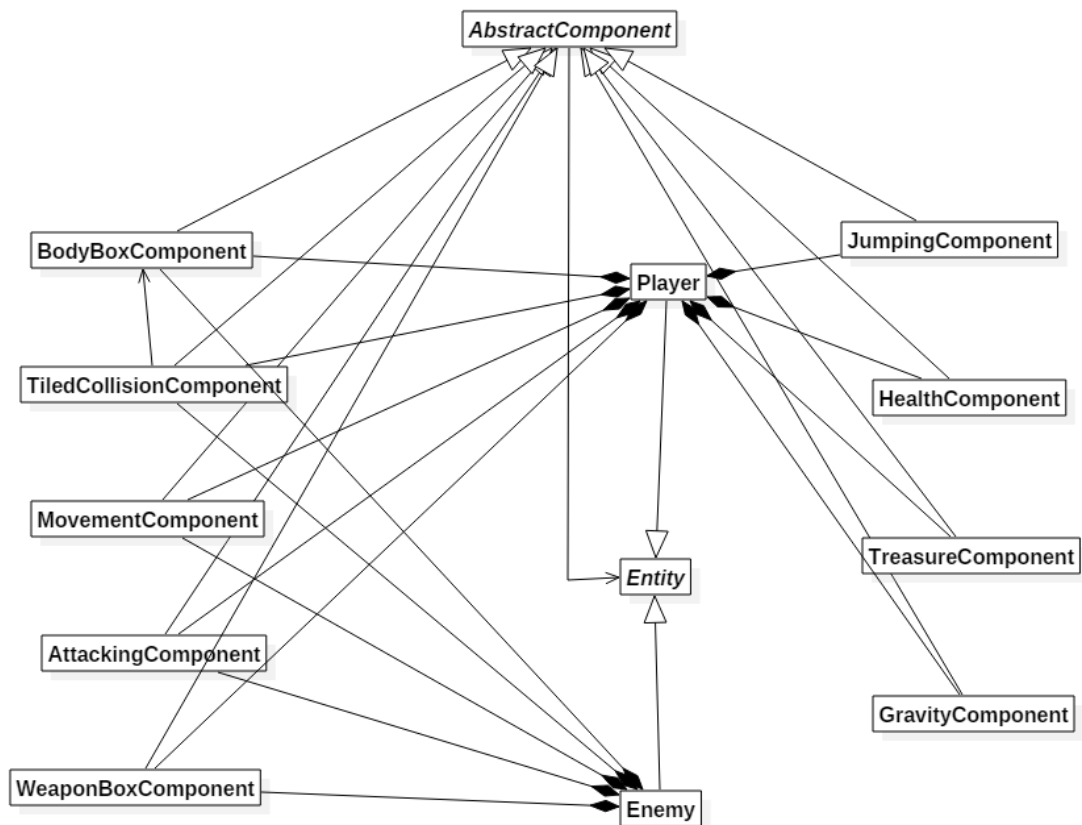 AbstractComponent
BodyBoxComponent
JumpingComponent
Player
TiledCollisionComponent
HealthComponent
MovementComponent
TreasureComponent
Entity
AttackingComponent
GravityComponent
WeaponBoxComponent
Enemy